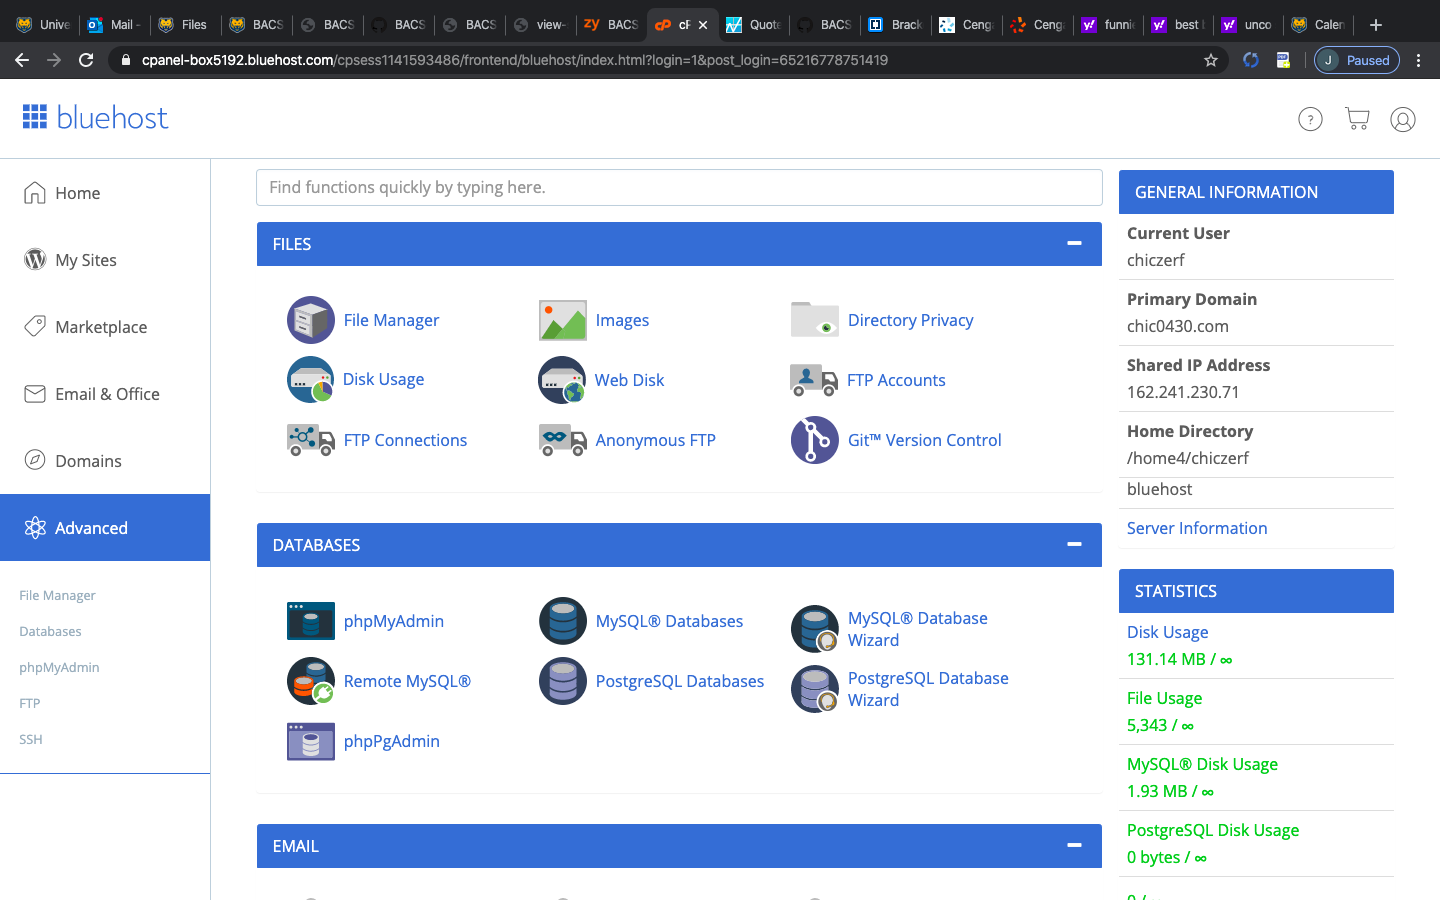 Unive
Mail -
Files
BACS
BACS
BACS
BACS
view-
zy BACS
cP
Quote
BACS
Brack
Ceng
Ceng
funnie
best
unco
Calen
cpanel-box5192.bluehost.com/cpsess1141593486/frontend/bluehost/index.html?login=1&post_login=65216778751419
J Paused
bluehost
?
Home
My Sites
Marketplace
Email & Office
Domains
Advanced
File Manager
Databases
phpMyAdmin
FTP
SSH
Find functions quickly by typing here.
FILES
File Manager
Images
Directory Privacy
Disk Usage
Web Disk
FTP Accounts
FTP Connections
Anonymous FTP
Git™ Version Control
DATABASES
phpMyAdmin
MySQL® Databases
MySQL® Database
Wizard
Remote MySQL®
PostgreSQL Databases
PostgreSQL Database
Wizard
phpPgAdmin
EMAIL
GENERAL INFORMATION
Current User
chiczerf
Primary Domain
chic0430.com
Shared IP Address
162.241.230.71
Home Directory
/home4/chiczerf
bluehost
Server Information
STATISTICS
Disk Usage
131.14 MB / ∞
File Usage
5,343 / ∞
MySQL® Disk Usage
1.93 MB / ∞
PostgreSQL Disk Usage
0 bytes / ∞